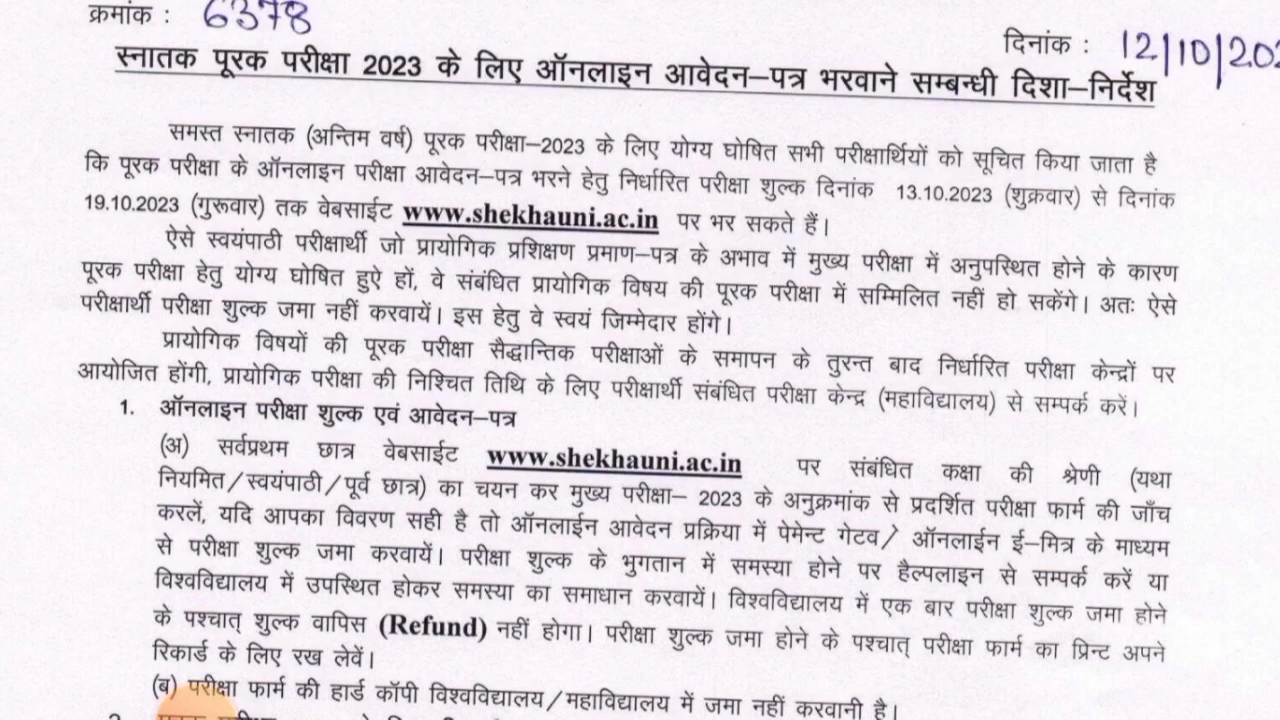 क्रमांक : 6378
दिनांक : 12/10/202
स्नातक पूरक परीक्षा 2023 के लिए ऑनलाइन आवेदन–पत्र भरवाने सम्बन्धी दिशा–निर्देश
समस्त स्नातक (अन्तिम वर्ष) पूरक परीक्षा–2023 के लिए योग्य घोषित सभी परीक्षार्थियों को सूचित किया जाता है
कि पूरक परीक्षा के ऑनलाइन परीक्षा आवेदन–पत्र भरने हेतु निर्धारित परीक्षा शुल्क दिनांक 13.10.2023 (शुक्रवार) से दिनांक
19.10.2023 (गुरूवार) तक वेबसाईट www.shekhauni.ac.in पर भर सकते हैं।
ऐसे स्वयंपाठी परीक्षार्थी जो प्रायोगिक प्रशिक्षण प्रमाण–पत्र के अभाव में मुख्य परीक्षा में अनुपस्थित होने के कारण
पूरक परीक्षा हेतु योग्य घोषित हुऐ हों, वे संबंधित प्रायोगिक विषय की पूरक परीक्षा में सम्मिलित नहीं हो सकेंगे। अतः ऐसे
परीक्षार्थी परीक्षा शुल्क जमा नहीं करवायें। इस हेतु वे स्वयं जिम्मेदार होंगे।
प्रायोगिक विषयों की पूरक परीक्षा सैद्धान्तिक परीक्षाओं के समापन के तुरन्त बाद निर्धारित परीक्षा केन्द्रों पर
आयोजित होंगी, प्रायोगिक परीक्षा की निश्चित तिथि के लिए परीक्षार्थी संबंधित परीक्षा केन्द्र (महाविद्यालय) से सम्पर्क करें।
1. ऑनलाइन परीक्षा शुल्क एवं आवेदन–पत्र
(अ) सर्वप्रथम छात्र वेबसाईट www.shekhauni.ac.in पर संबंधित कक्षा की श्रेणी (यथा
नियमित/स्वयंपाठी/पूर्व छात्र) का चयन कर मुख्य परीक्षा– 2023 के अनुक्रमांक से प्रदर्शित परीक्षा फार्म की जाँच
करलें, यदि आपका विवरण सही है तो ऑनलाईन आवेदन प्रक्रिया में पेमेन्ट गेटव/ ऑनलाईन ई–मित्र के माध्यम
से परीक्षा शुल्क जमा करवायें। परीक्षा शुल्क के भुगतान में समस्या होने पर हैल्पलाइन से सम्पर्क करें या
विश्वविद्यालय में उपस्थित होकर समस्या का समाधान करवायें। विश्वविद्यालय में एक बार परीक्षा शुल्क जमा होने
के पश्चात् शुल्क वापिस (Refund) नहीं होगा। परीक्षा शुल्क जमा होने के पश्चात् परीक्षा फार्म का प्रिन्ट अपने
रिकार्ड के लिए रख लेवें।
(ब) परीक्षा फार्म की हार्ड कॉपी विश्वविद्यालय/महाविद्यालय में जमा नहीं करवानी है।